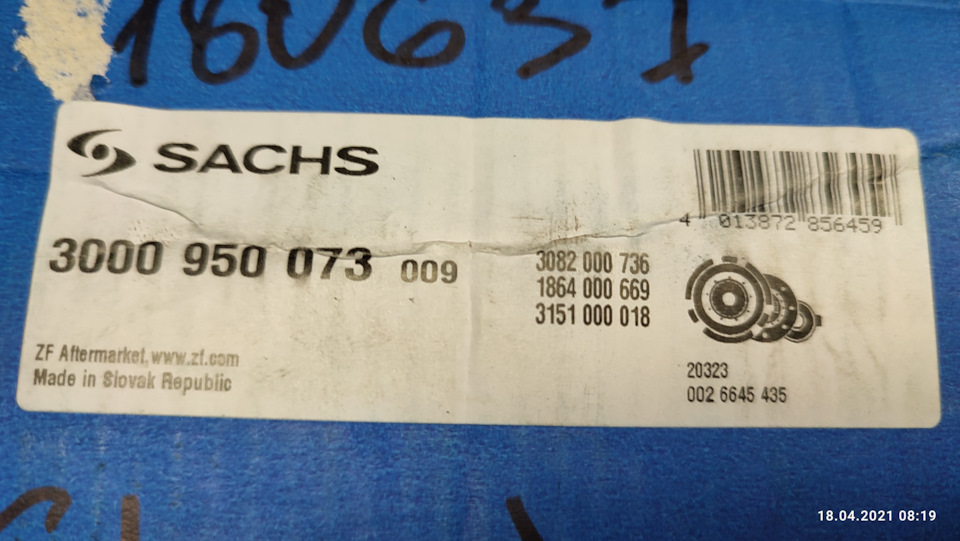 180637
SACHS
4 013872 856459
3000 950 073 009
3082 000 736
1864 000 669
3151 000 018
ZF Aftermarket, www.zf.com
Made in Slovak Republic
20323
002 6645 435
18.04.2021 08:19